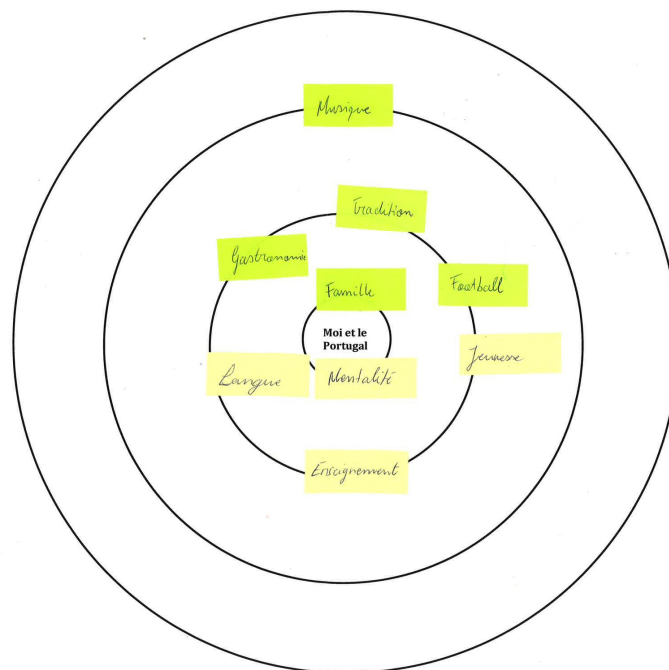 Musique
Tradition
Gastronomie
Famille
Football
Moi et le
Portugal
Jeunesse
Langue
Mentalité
Enseignement